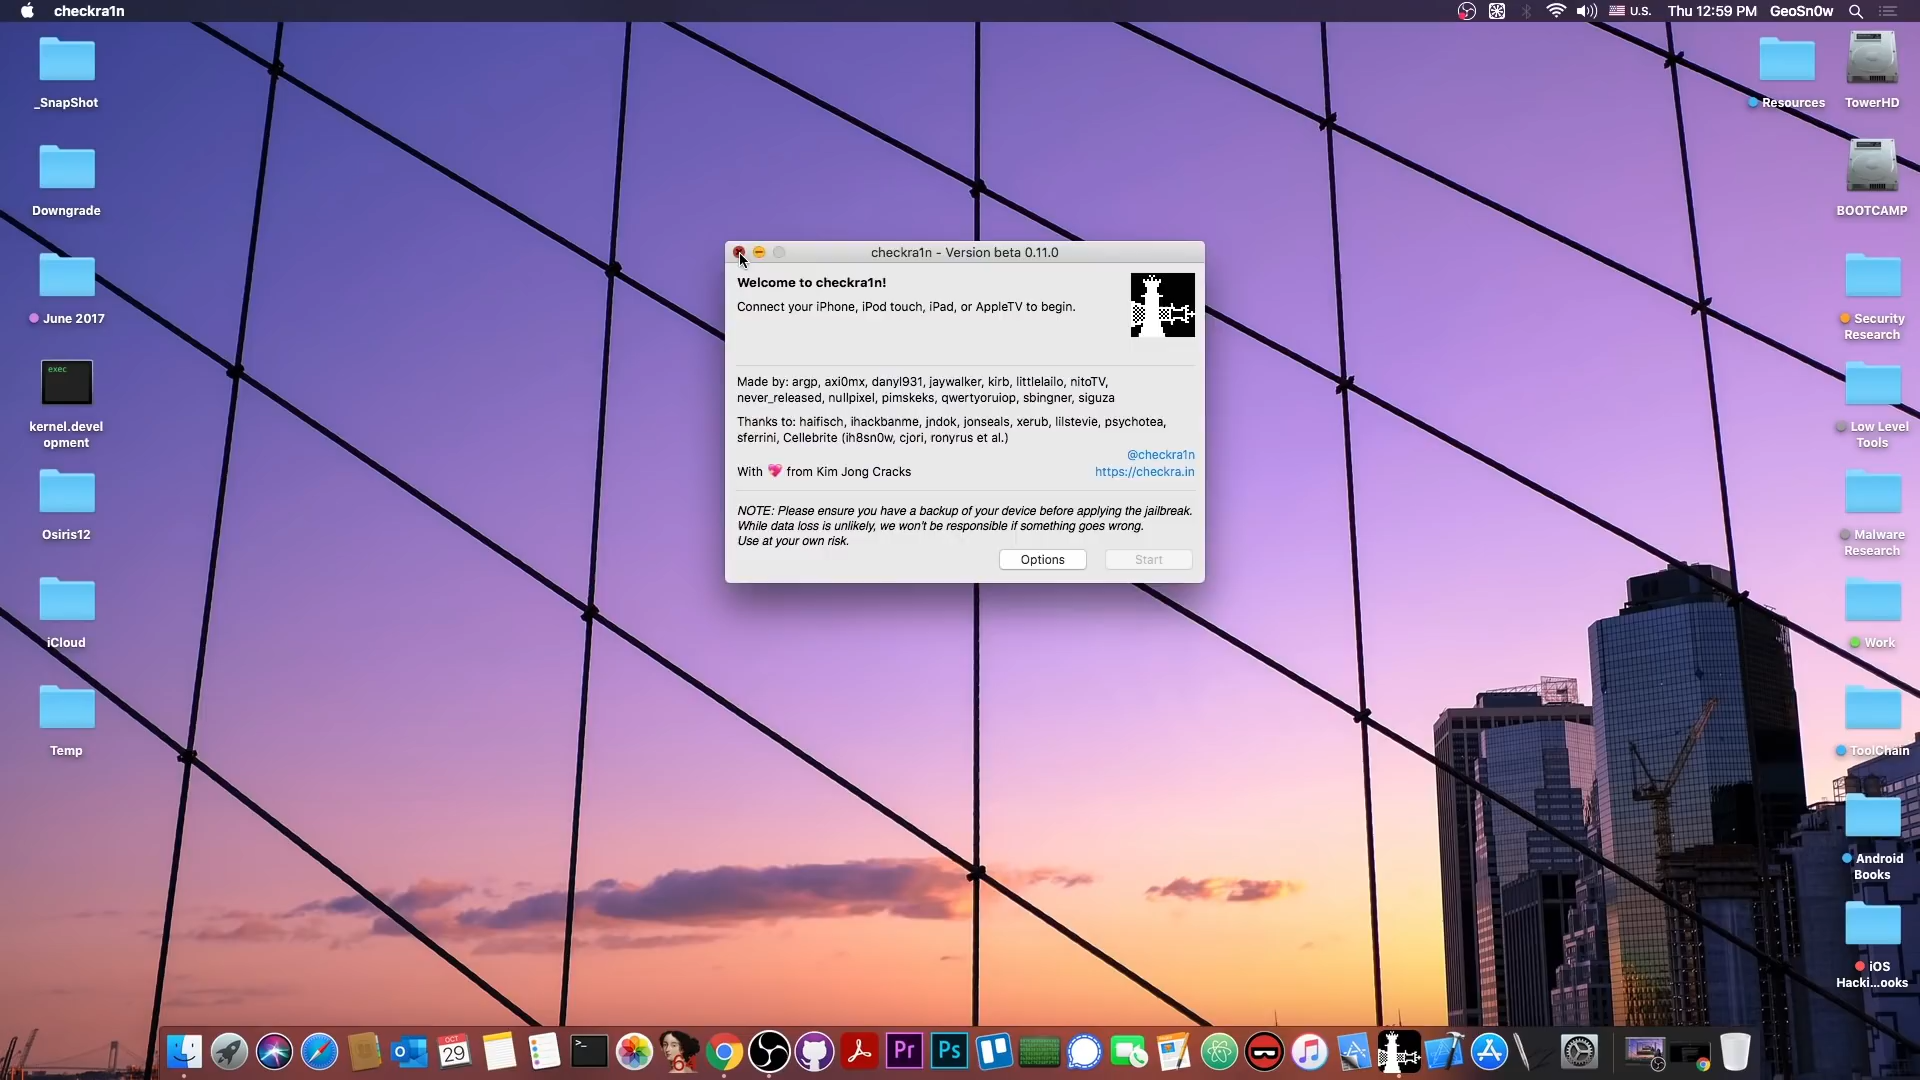 checkra1n
U.S.
Thu 12:59 PM
GeoSn0w
_SnapShot
Downgrade
June 2017
exec
kernel.devel
opment
Osiris12
iCloud
Temp
checkra1n - Version beta 0.11.0
Welcome to checkra1n!
Connect your iPhone, iPod touch, iPad, or AppleTV to begin.
Made by: argp, axi0mx, danyl931, jaywalker, kirb, littlelailo, nitoTV,
never_released, nullpixel, pimskeks, qwertyoruiop, sbingner, siguza
Thanks to: haifisch, ihackbanme, jndok, jonseals, xerub, lilstevie, psychotea,
sferrini, Cellebrite (ih8sn0w, cjori, ronyrus et al.)
@checkra1n
With 💖 from Kim Jong Cracks
https://checkra.in
NOTE: Please ensure you have a backup of your device before applying the jailbreak.
While data loss is unlikely, we won't be responsible if something goes wrong.
Use at your own risk.
Options
Start
Resources
TowerHD
BOOTCAMP
Security
Research
Low Level
Tools
Malware
Research
Work
ToolChain
Android
Books
iOS
Hacki...ooks
OCT
29
>_
Pr
Ps